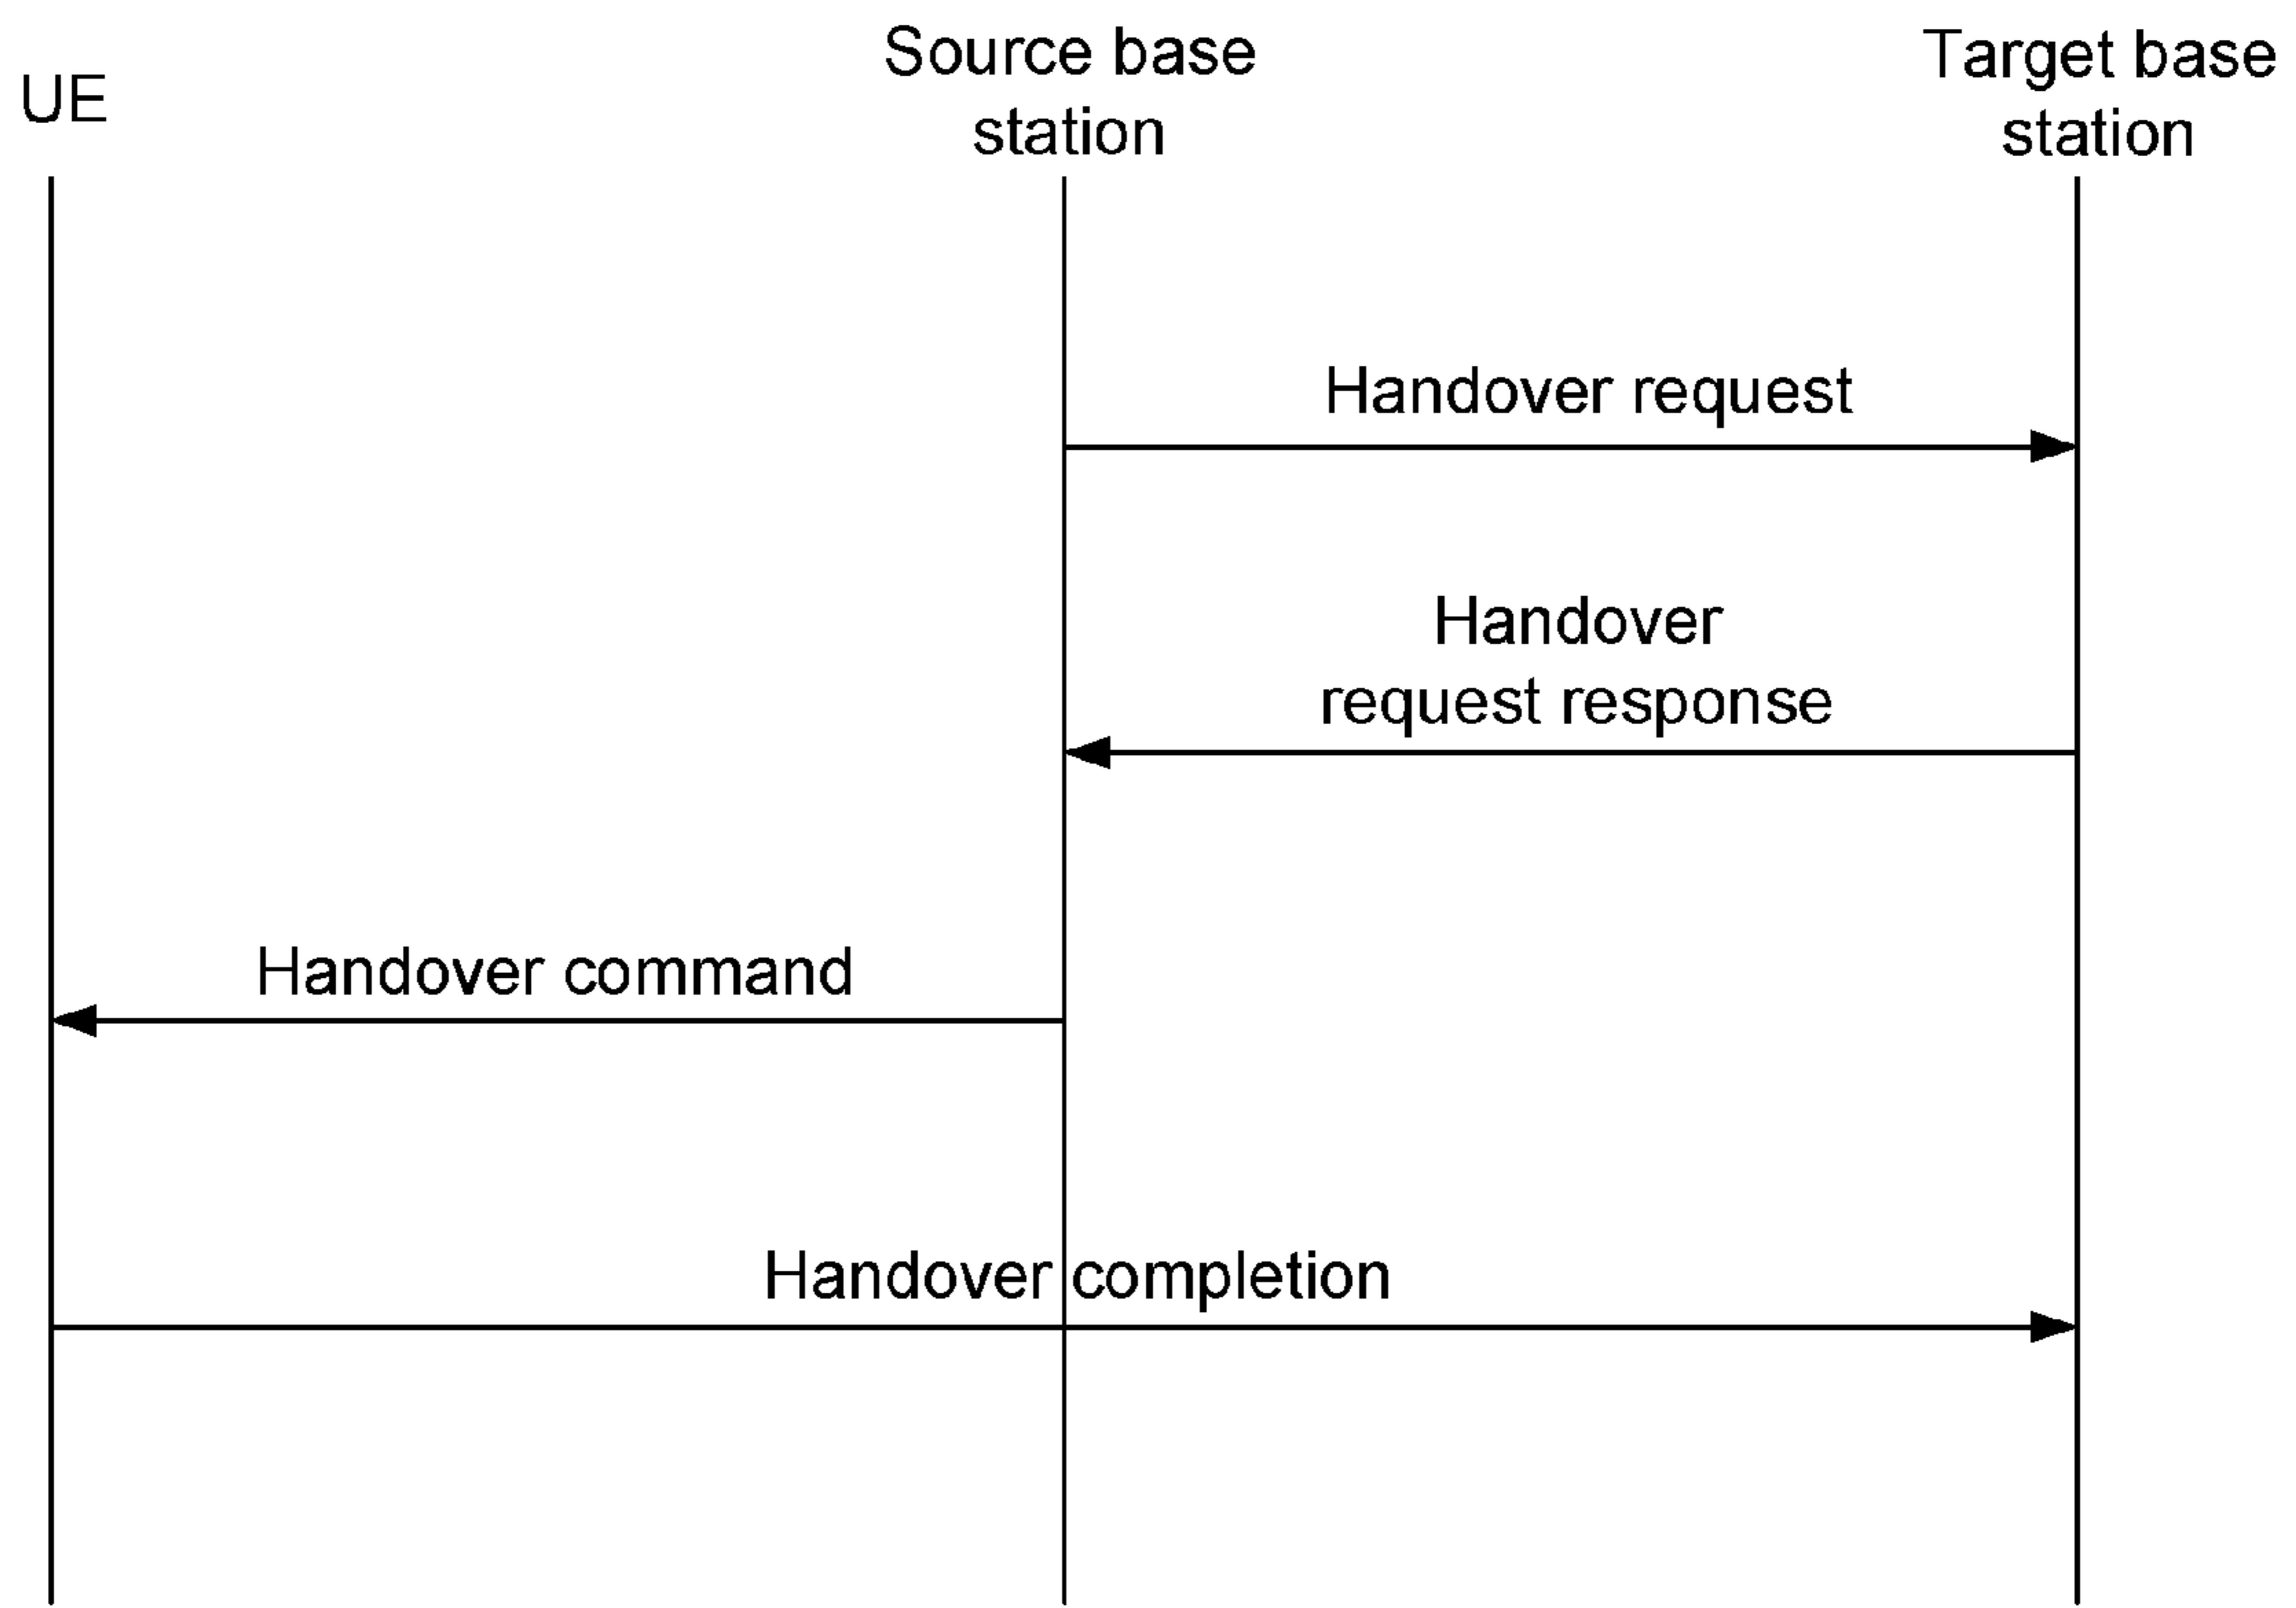 UE
Source base
station
Target base
station
Handover request
Handover
request response
Handover command
Handover completion